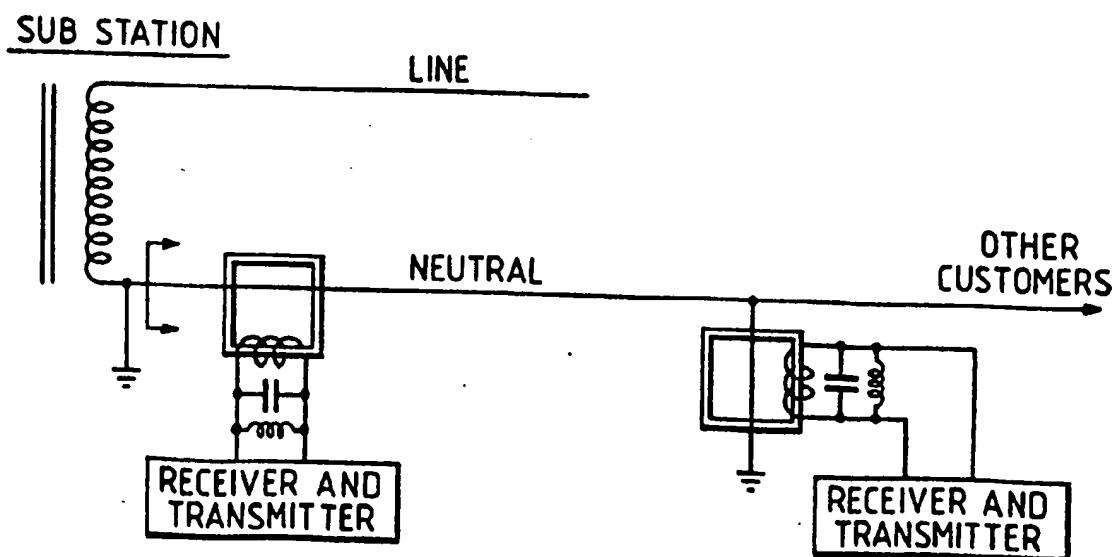 SUB STATION
LINE
NEUTRAL
OTHER
CUSTOMERS
RECEIVER AND
TRANSMITTER
RECEIVER AND
TRANSMITTER